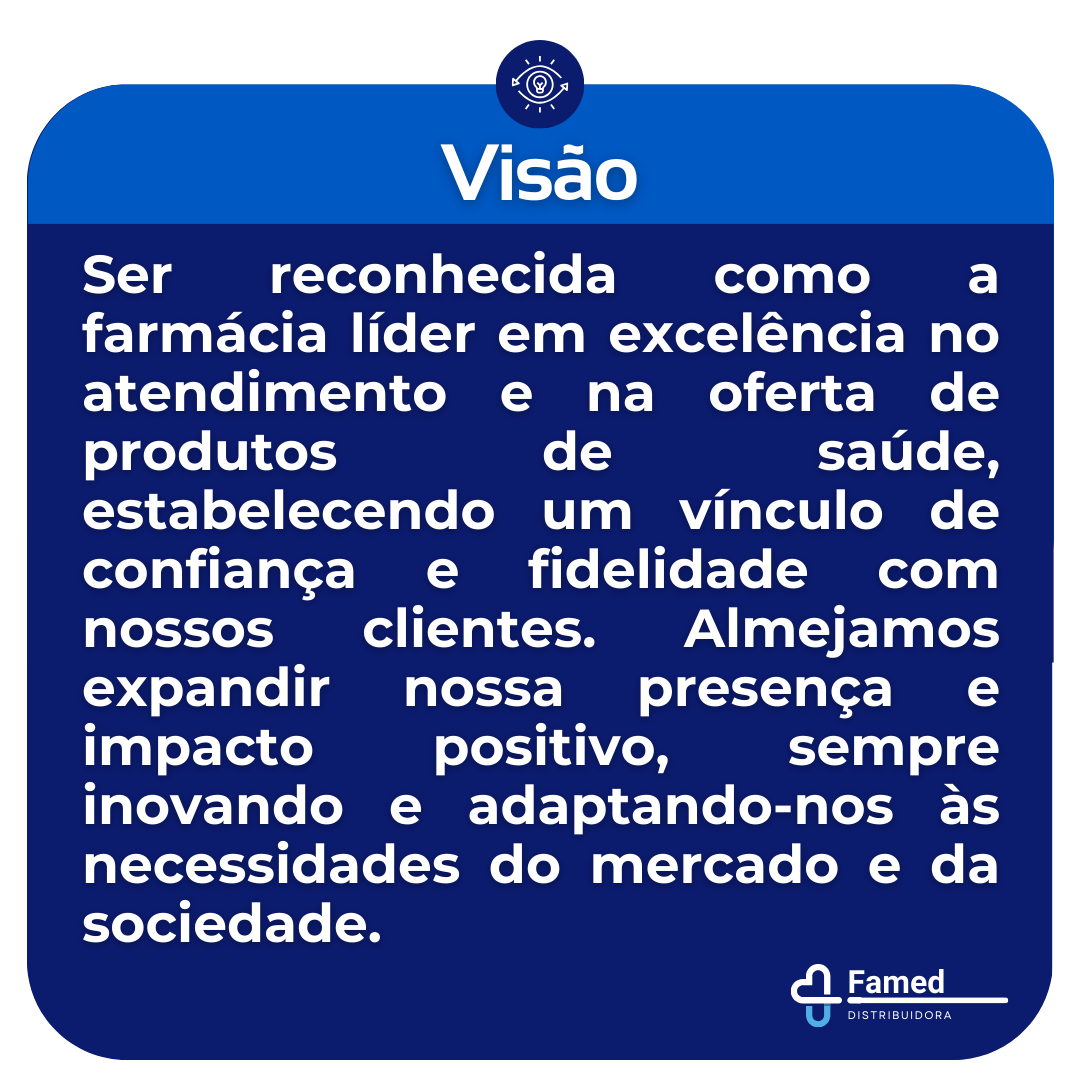 Visão
Ser reconhecida como a
farmácia líder em excelência no
atendimento e na oferta de
produtos de saúde,
estabelecendo um vínculo de
confiança e fidelidade com
nossos clientes. Almejamos
expandir nossa presença e
impacto positivo, sempre
inovando e adaptando-nos às
necessidades do mercado e da
sociedade.
Famed
DISTRIBUIDORA